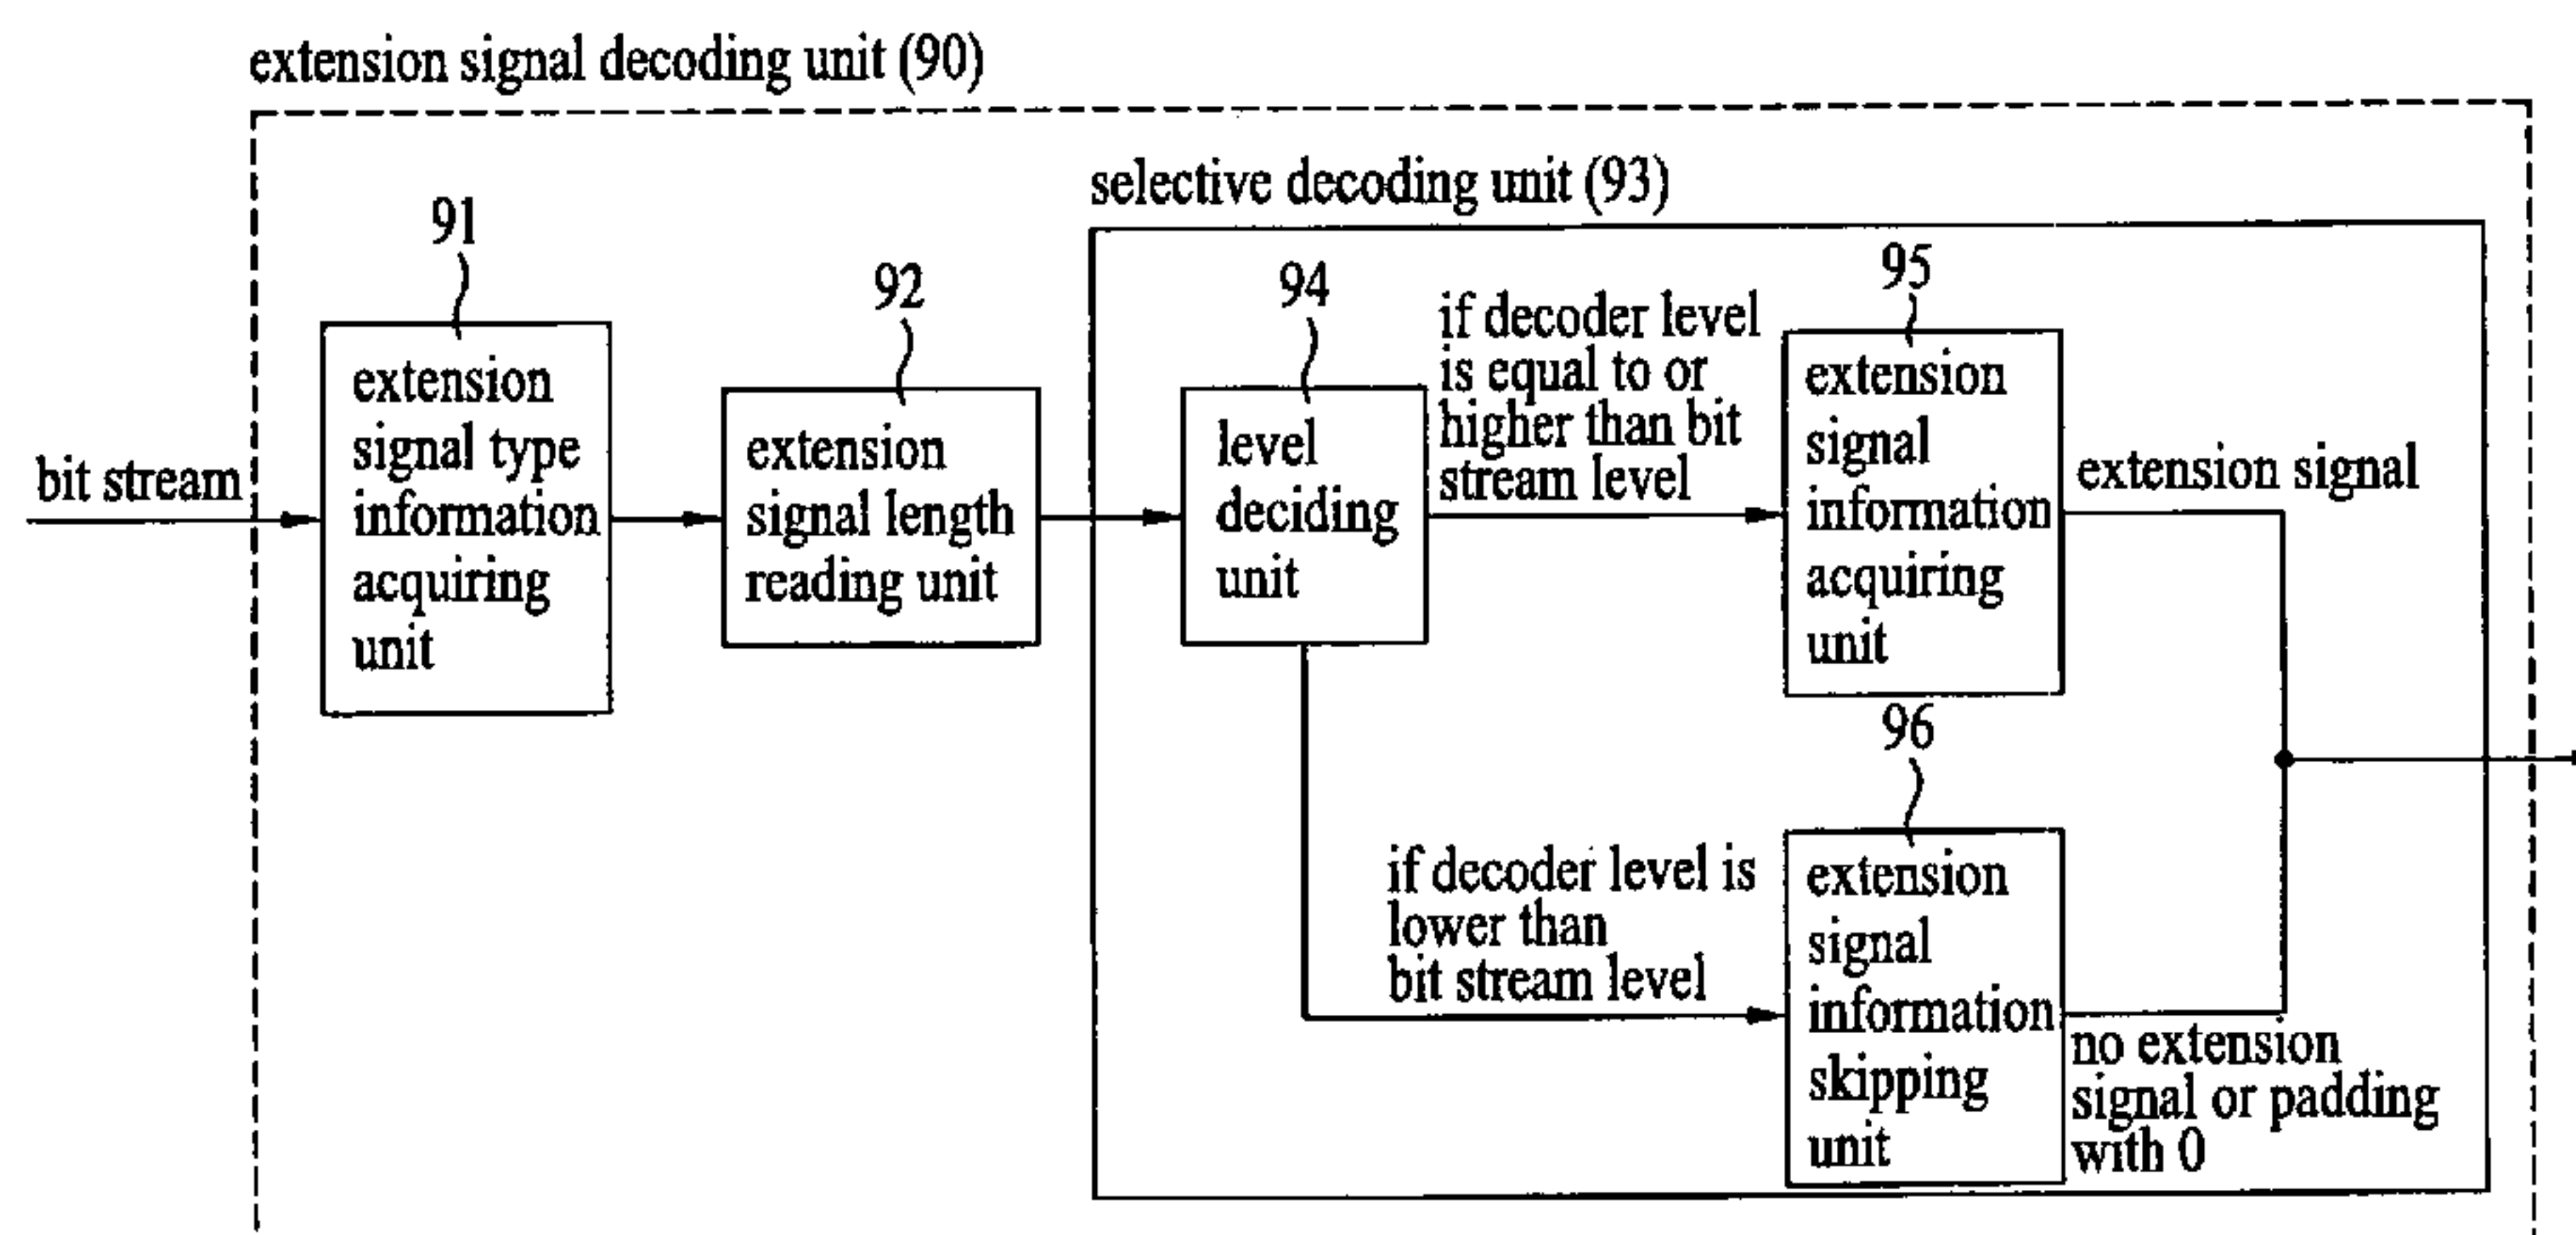 extension signal decoding unit (90)
selective decoding unit (93)
bit stream
91
extension
signal type
information
acquiring
unit
92
extension
signal length
reading unit
94
level
deciding
unit
if decoder level
is equal to or
higher than bit
stream level
95
extension
signal
information
acquiring
unit
extension signal
if decoder level is
lower than
bit stream level
96
extension
signal
information
skipping
unit
no extension
signal or padding
with 0